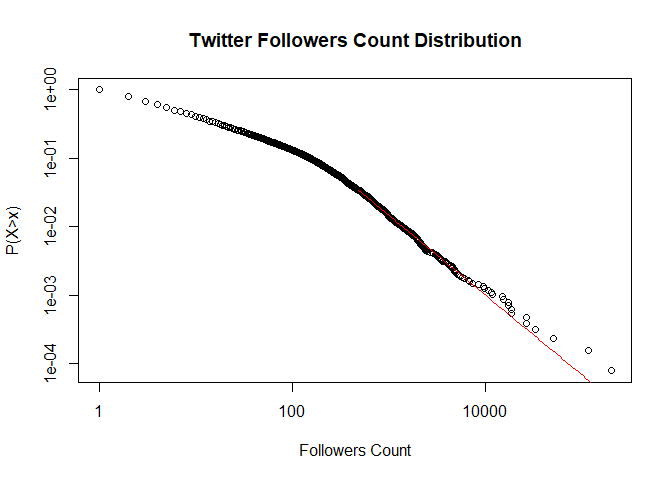 Twitter Followers Count Distribution
P(X>x)
1e+00
1e-01
1e-02
1e-03
1e-04
1 100 10000
Followers Count